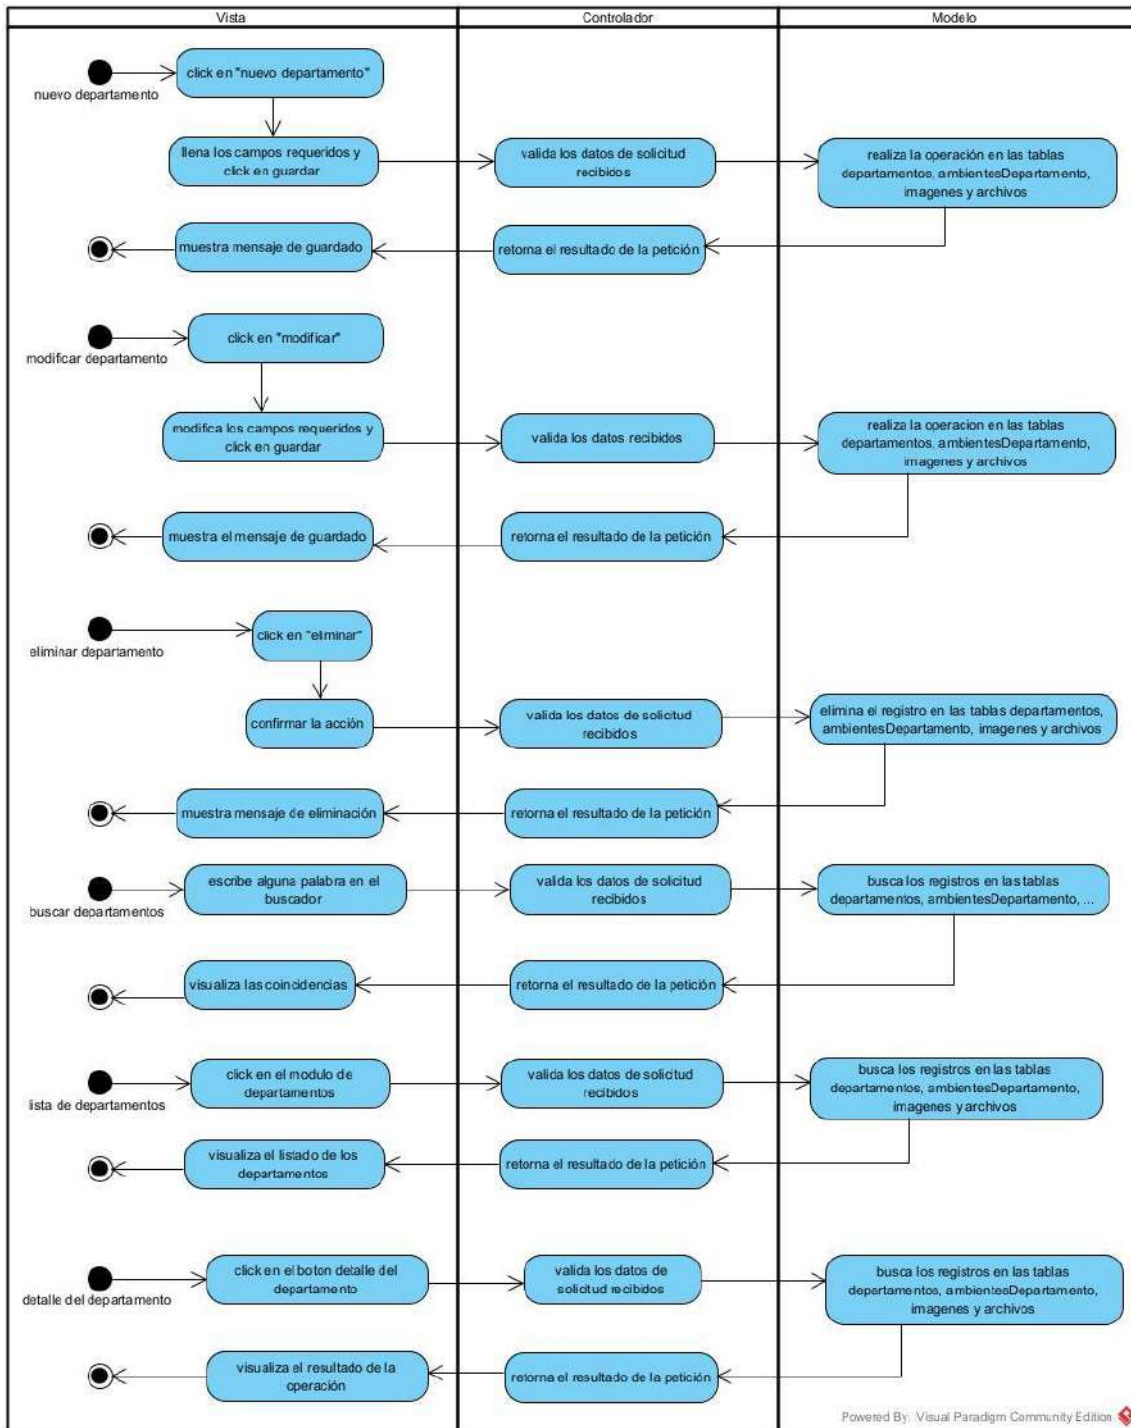 Vista
Controlador
Modelo
click en "nuevo departamento"
nuevo departamento
llena los campos requeridos y
click en guardar
valida los datos de solicitud
recibidos
realiza la operación en las tablas
departamentos, ambientesDepartamento,
imagenes y archivos
muestra mensaje de guardado
retorna el resultado de la petición
click en "modificar"
modificar departamento
modifica los campos requeridos y
click en guardar
valida los datos recibidos
realiza la operacion en las tablas
departamentos, ambientesDepartamento,
imagenes y archivos
muestra el mensaje de guardado
retorna el resultado de la petición
click en "eliminar"
eliminar departamento
confirmar la acción
valida los datos de solicitud
recibidos
elimina el registro en las tablas departamentos,
ambientesDepartamento, imagenes y archivos
muestra mensaje de eliminación
retorna el resultado de la petición
escribe alguna palabra en el
buscador
buscar departamentos
valida los datos de solicitud
recibidos
busca los registros en las tablas
departamentos, ambientesDepartamento, ...
visualiza las coincidencias
retorna el resultado de la petición
click en el modulo de
departamentos
lista de departamentos
valida los datos de solicitud
recibidos
busca los registros en las tablas
departamentos, ambientesDepartamento,
imagenes y archivos
visualiza el listado de los
departamentos
retorna el resultado de la petición
click en el boton detalle del
departamento
detalle del departamento
valida los datos de
solicitud recibidos
busca los registros en las tablas
departamentos, ambientesDepartamento,
imagenes y archivos
visualiza el resultado de la
operación
retorna el resultado de la petición
Powered By: Visual Paradigm Community Edition